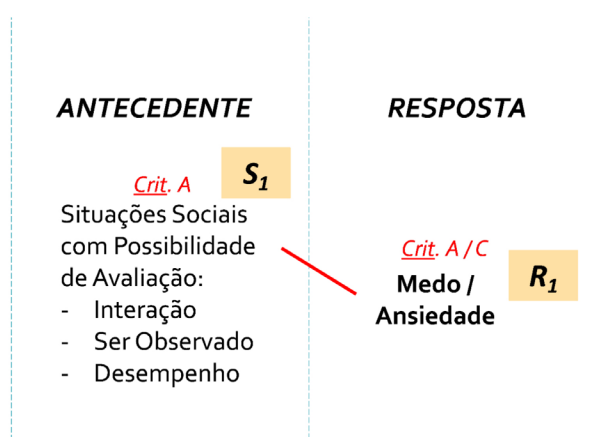 ANTECEDENTE
RESPOSTA
Crit. A
S1
Situações Sociais
com Possibilidade
de Avaliação:
- Interação
- Ser Observado
- Desempenho
Crit. A / C
Medo /
Ansiedade
R1